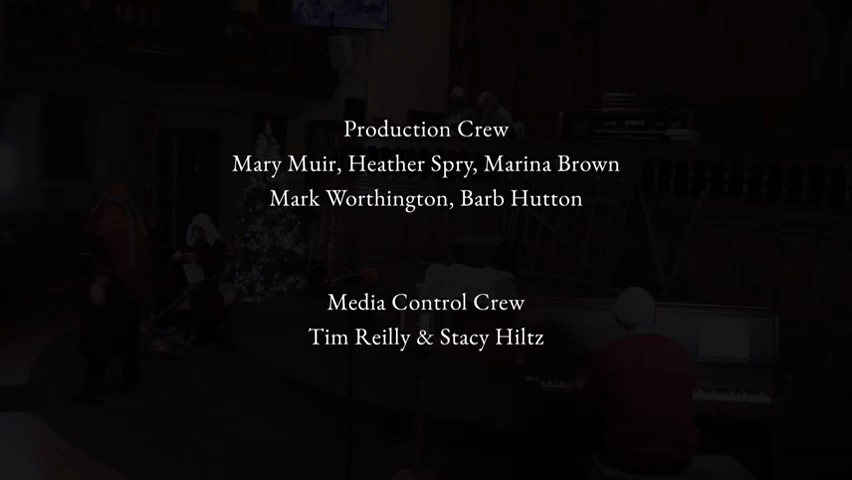 Production Crew
Mary Muir, Heather Spry, Marina Brown
Mark Worthington, Barb Hutton
Media Control Crew
Tim Reilly & Stacy Hiltz